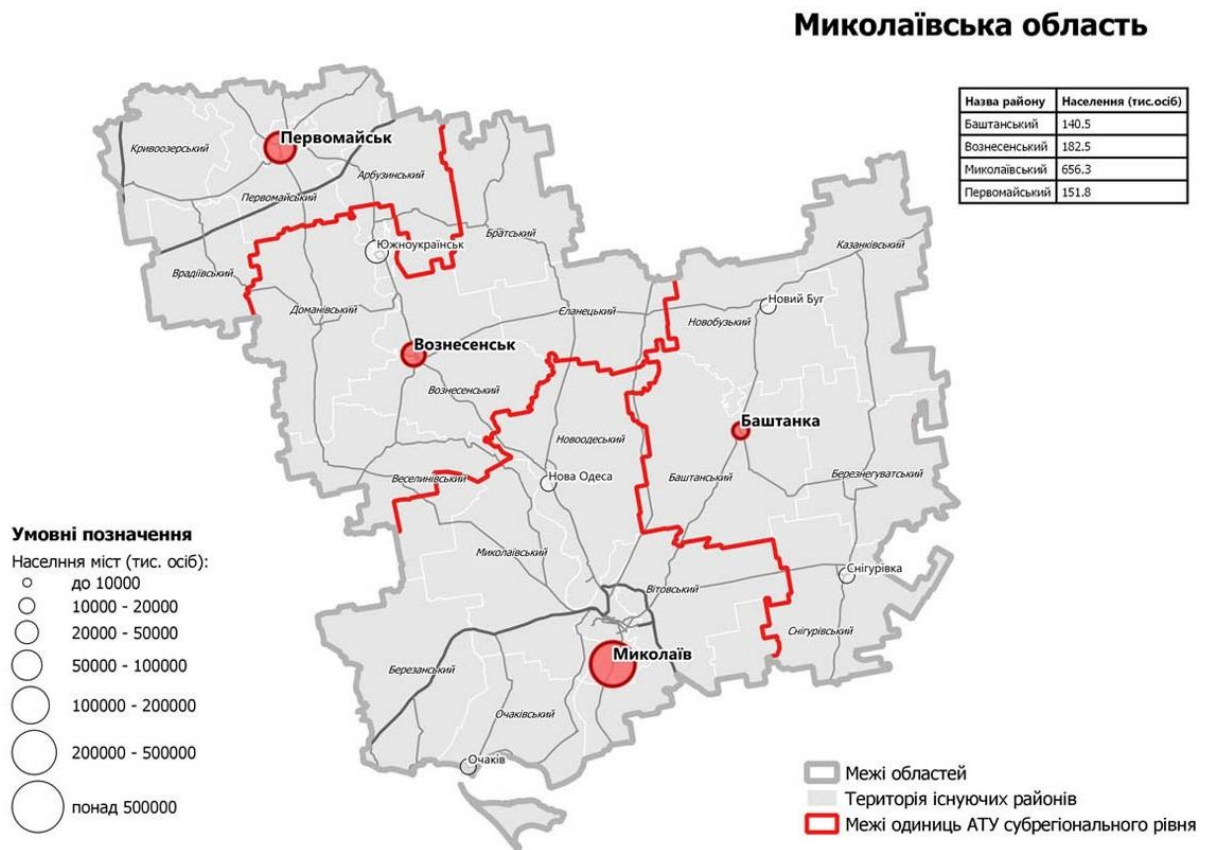 Миколаївська область
Назва району Населення (тис.осіб)
Баштанський 140.5
Вознесенський 182.5
Миколаївський 656.3
Первомайський 151.8
Первомайськ
Кривоозерський
Арбузинський
Первомайський
Южноукраїнськ
Братський
Казанківський
Врадіївський
Доманівський
Єланецький
Новий Буг
Новобузький
Вознесенськ
Вознесенський
Баштанка
Новоодеський
Веселинівський
Нова Одеса
Баштанський
Березнегуватський
Миколаївський
Вітовський
Снігурівка
Снігурівський
Миколаїв
Березанський
Очаківський
Очаків
Умовні позначення
Населння міст (тис. осіб):
до 10000
10000 - 20000
20000 - 50000
50000 - 100000
100000 - 200000
200000 - 500000
понад 500000
Межі областей
Територія існуючих районів
Межі одиниць АТУ субрегіонального рівня